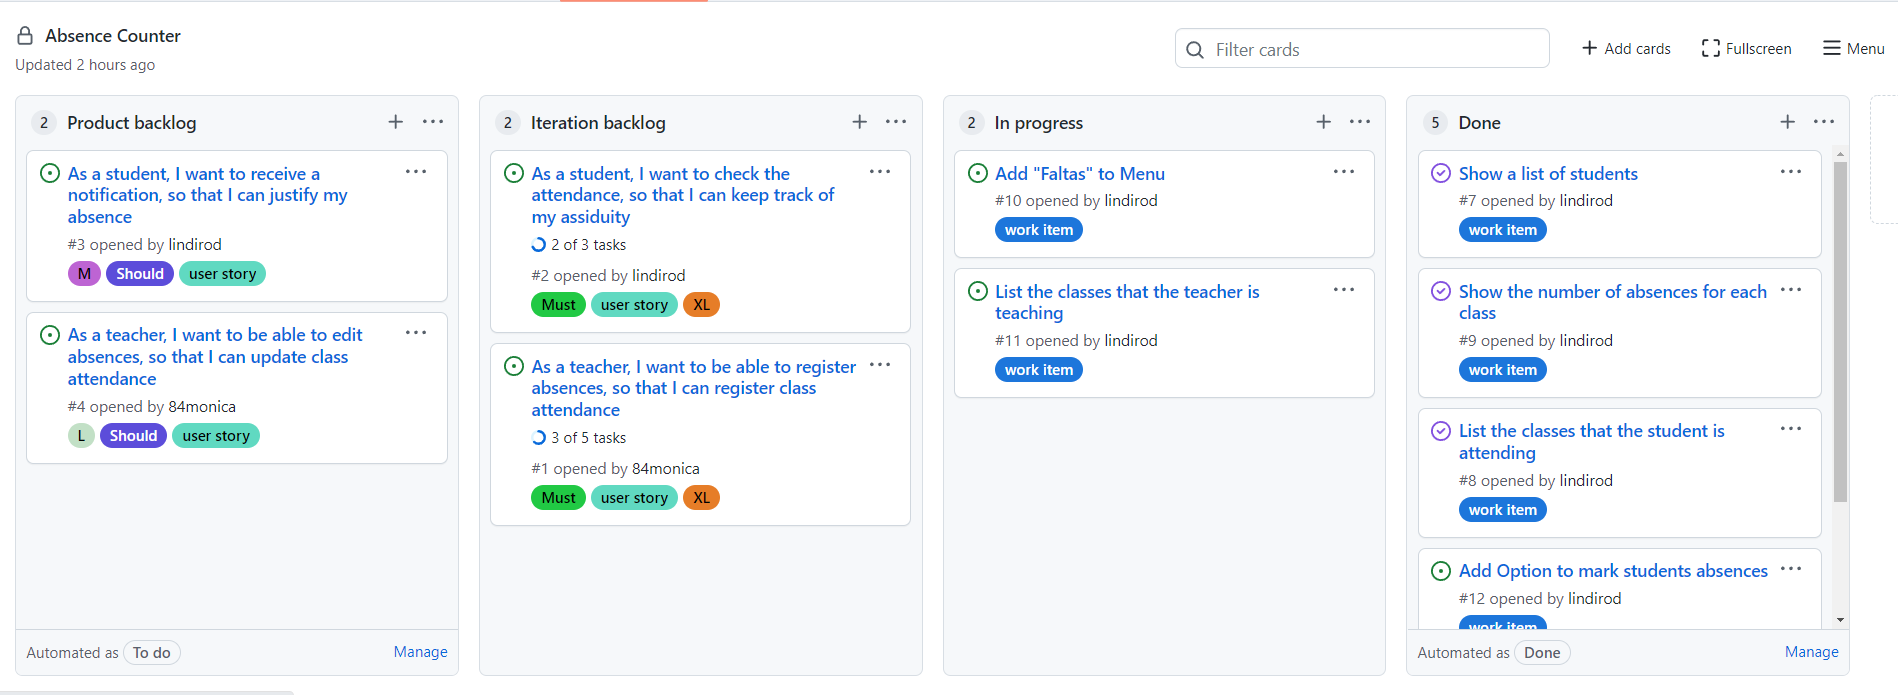 Absence Counter
Updated 2 hours ago
Filter cards
Add cards
Fullscreen
Menu
2 Product backlog
As a student, I want to receive a
notification, so that I can justify my
absence
#3 opened by lindirod
M Should user story
As a teacher, I want to be able to edit
absences, so that I can update class
attendance
#4 opened by 84monica
L Should user story
Automated as To do
Manage
2 Iteration backlog
As a student, I want to check the
attendance, so that I can keep track of
my assiduity
2 of 3 tasks
#2 opened by lindirod
Must user story XL
As a teacher, I want to be able to register
absences, so that I can register class
attendance
3 of 5 tasks
#1 opened by 84monica
Must user story XL
2 In progress
Add "Faltas" to Menu
#10 opened by lindirod
work item
List the classes that the teacher is
teaching
#11 opened by lindirod
work item
5 Done
Show a list of students
#7 opened by lindirod
work item
Show the number of absences for each
class
#9 opened by lindirod
work item
List the classes that the student is
attending
#8 opened by lindirod
work item
Add Option to mark students absences
#12 opened by lindirod
work item
Automated as Done
Manage